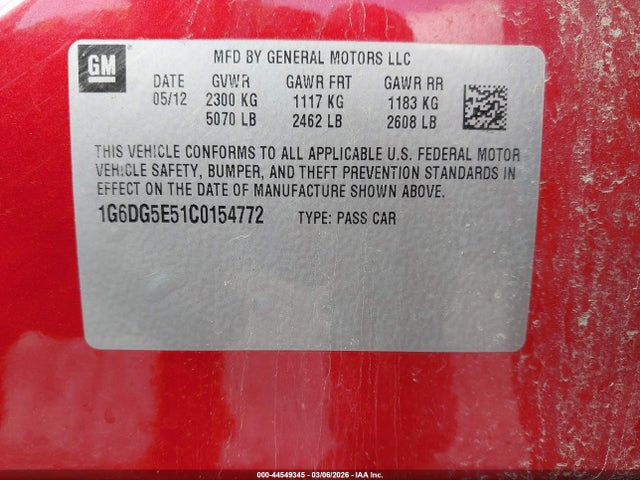 GM
MFD BY GENERAL MOTORS LLC
DATE GVWR GAWR FRT GAWR RR
05/12 2300 KG 1117 KG 1183 KG
5070 LB 2462 LB 2608 LB
THIS VEHICLE CONFORMS TO ALL APPLICABLE U.S. FEDERAL MOTOR
VEHICLE SAFETY, BUMPER, AND THEFT PREVENTION STANDARDS IN
EFFECT ON THE DATE OF MANUFACTURE SHOWN ABOVE.
1G6DG5E51C0154772 TYPE: PASS CAR
000-44549345 - 03/06/2026 - IAA Inc.